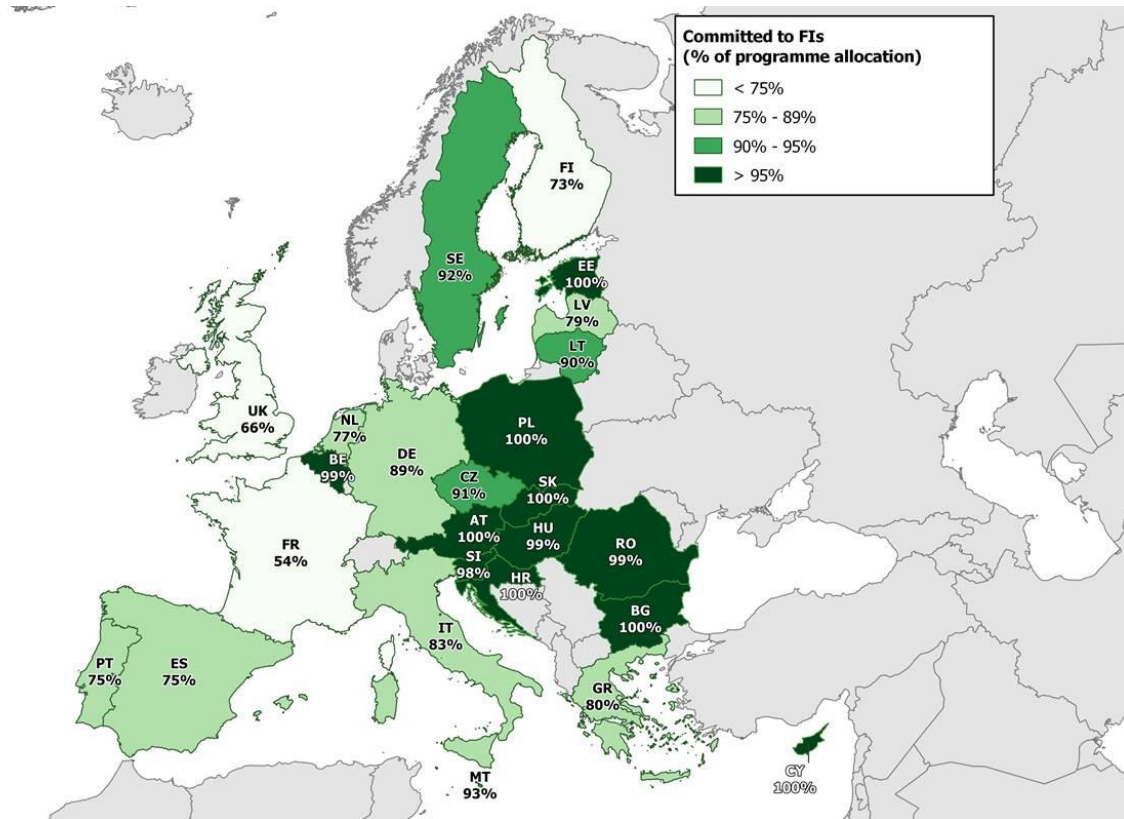 Committed to FIs
(% of programme allocation)
< 75%
75% - 89%
90% - 95%
> 95%
FI
73%
SE
92%
EE
100%
LV
79%
LT
90%
UK
66%
NL
77%
BE
99%
DE
89%
PL
100%
CZ
91%
SK
100%
AT
100%
HU
99%
SI
98%
HR
100%
RO
99%
BG
100%
FR
54%
IT
83%
PT
75%
ES
75%
GR
80%
MT
93%
CY
100%